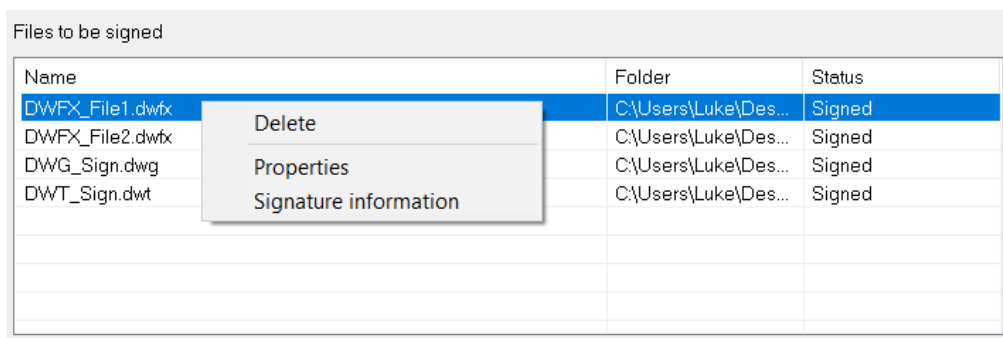 Files to be signed
Name Folder Status
DWFX_File1.dwfx C:\Users\Luke\Des... Signed
DWFX_File2.dwfx C:\Users\Luke\Des... Signed
DWG_Sign.dwg C:\Users\Luke\Des... Signed
DWT_Sign.dwt C:\Users\Luke\Des... Signed
Delete
Properties
Signature information